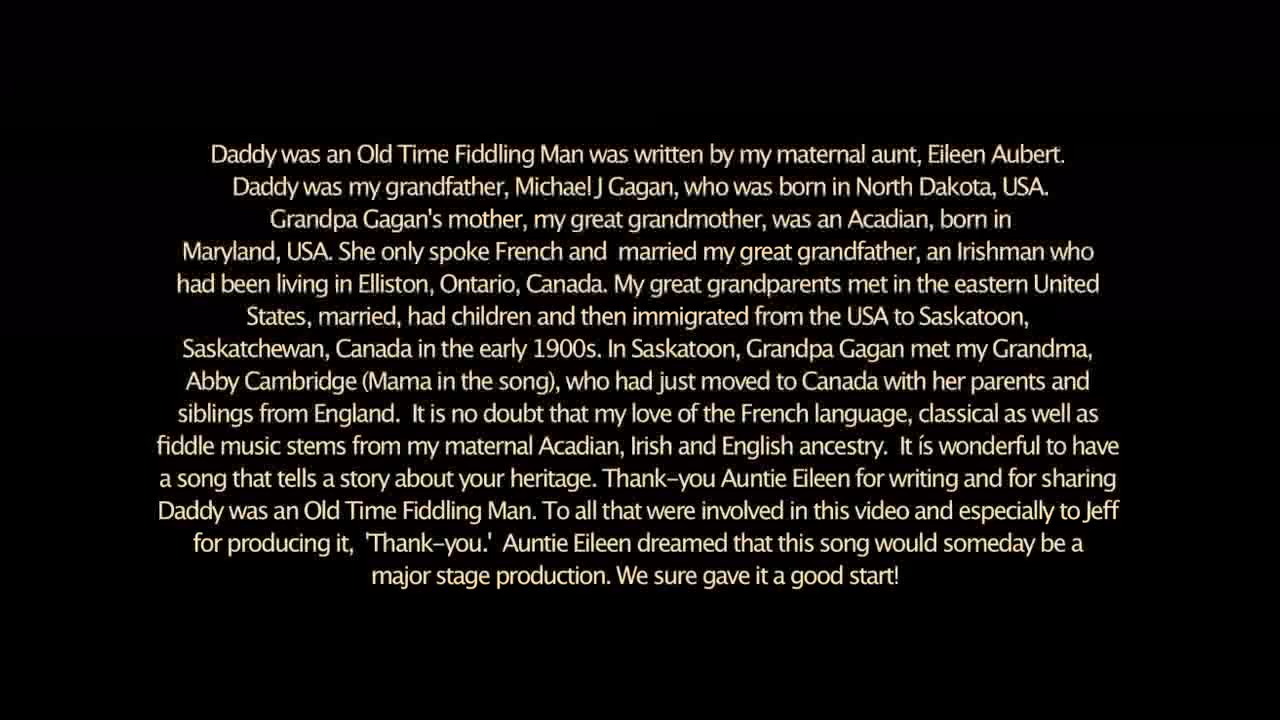 Daddy was an Old Time Fiddling Man was written by my maternal aunt, Eileen Aubert.
Daddy was my grandfather, Michael J Gagan, who was born in North Dakota, USA.
Grandpa Gagan's mother, my great grandmother, was an Acadian, born in
Maryland, USA. She only spoke French and  married my great grandfather, an Irishman who
had been living in Elliston, Ontario, Canada. My great grandparents met in the eastern United
States, married, had children and then immigrated from the USA to Saskatoon,
Saskatchewan, Canada in the early 1900s. In Saskatoon, Grandpa Gagan met my Grandma,
Abby Cambridge (Mama in the song), who had just moved to Canada with her parents and
siblings from England.  It is no doubt that my love of the French language, classical as well as
fiddle music stems from my maternal Acadian, Irish and English ancestry.  It ís wonderful to have
a song that tells a story about your heritage. Thank-you Auntie Eileen for writing and for sharing
Daddy was an Old Time Fiddling Man. To all that were involved in this video and especially to Jeff
for producing it,  'Thank-you.'  Auntie Eileen dreamed that this song would someday be a
major stage production. We sure gave it a good start!